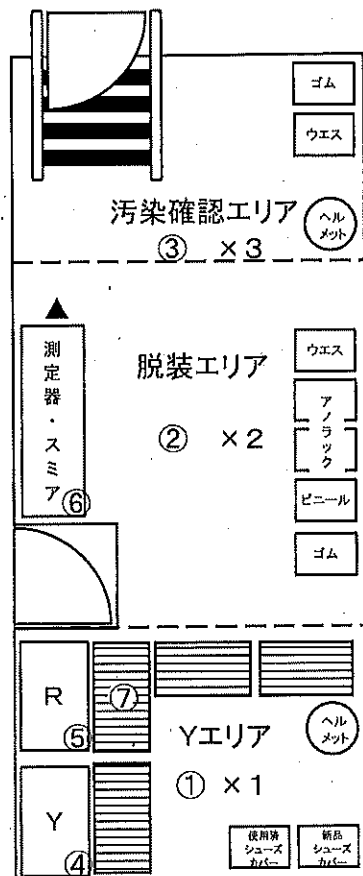 ゴム
ウエス
汚染確認エリア
ヘル
メット
③ ×3
測定器・スミア
⑥
脱装エリア
② ×2
ウエス
アノラック
ビニール
ゴム
R
⑤
⑦
Yエリア
① ×1
ヘル
メット
Y
④
使用済
シューズ
カバー
新品
シューズ
カバー